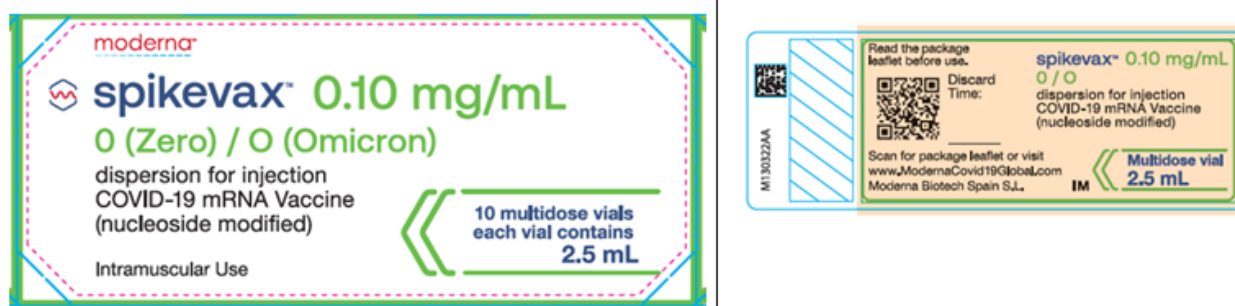 moderna
spikevax™ 0.10 mg/mL
0 (Zero) / O (Omicron)
dispersion for injection
COVID-19 mRNA Vaccine
(nucleoside modified)
Intramuscular Use
10 multidose vials
each vial contains
2.5 mL
M130322AA
Read the package
leaflet before use.
Discard
Time:
Scan for package leaflet or visit
www.ModernaCovid19Global.com
Moderna Biotech Spain S.L.
spikevax™ 0.10 mg/mL
0 / O
dispersion for injection
COVID-19 mRNA Vaccine
(nucleoside modified)
IM
Multidose vial
2.5 mL